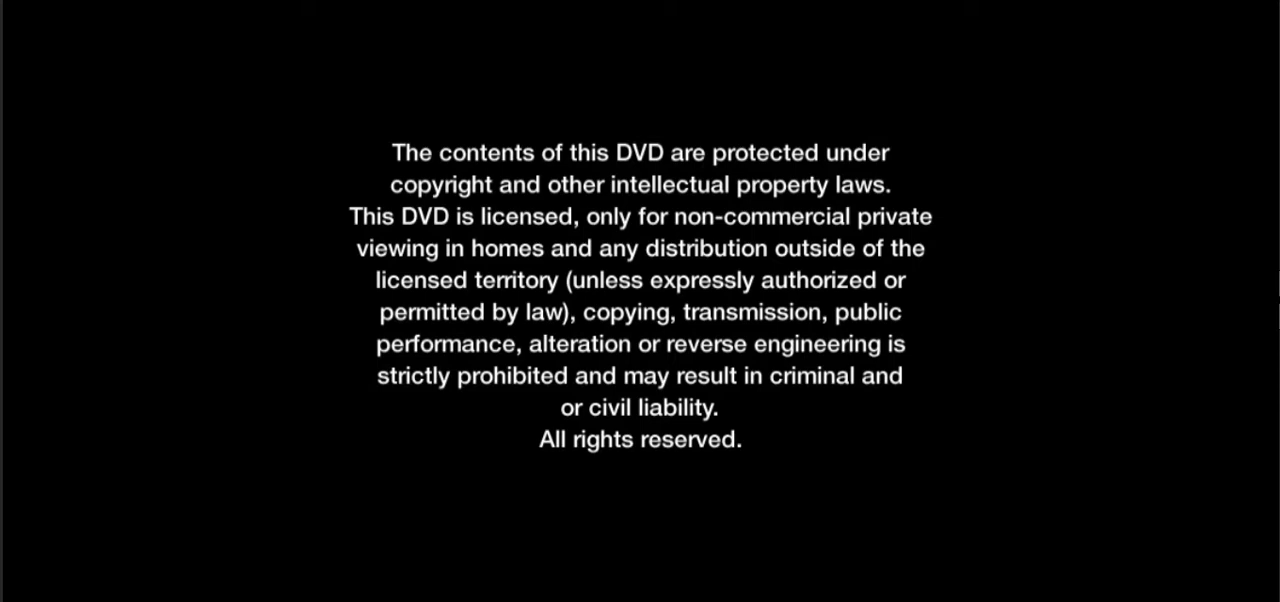 The contents of this DVD are protected under
copyright and other intellectual property laws.
This DVD is licensed, only for non-commercial private
viewing in homes and any distribution outside of the
licensed territory (unless expressly authorized or
permitted by law), copying, transmission, public
performance, alteration or reverse engineering is
strictly prohibited and may result in criminal and
or civil liability.
All rights reserved.